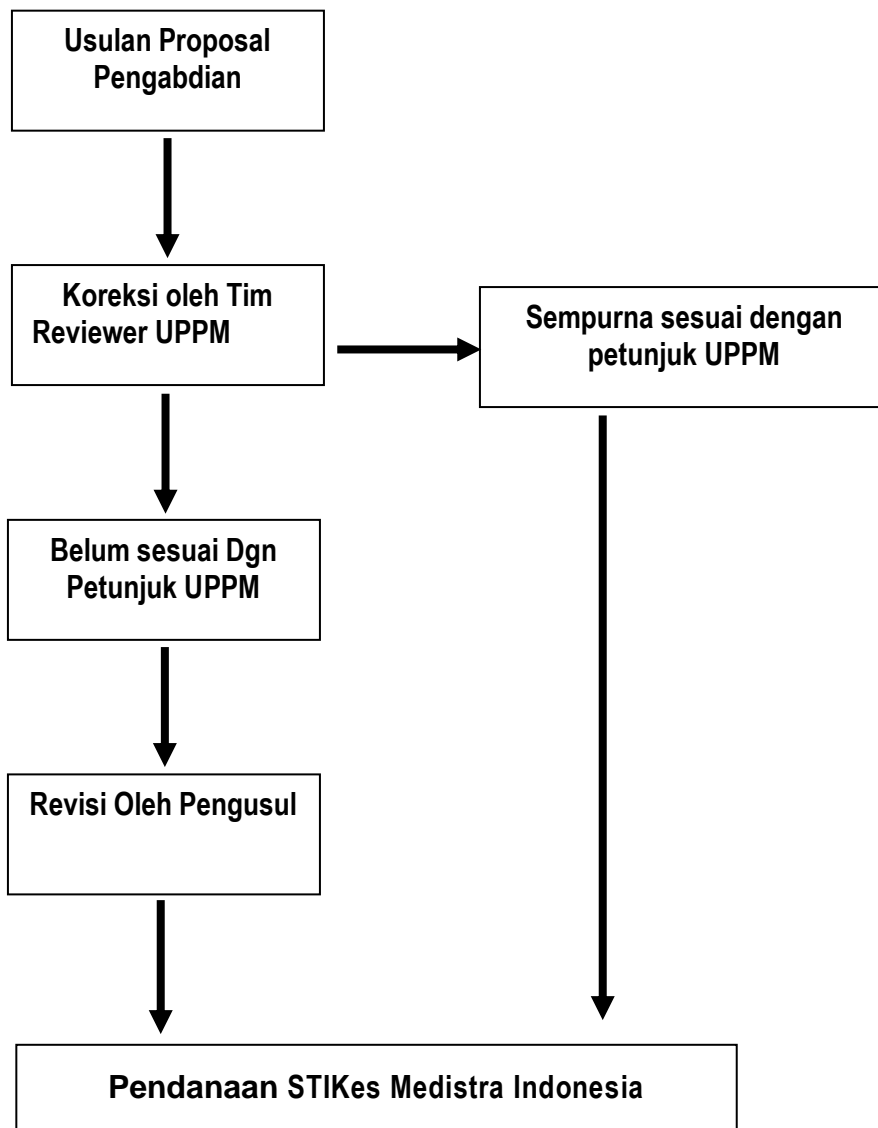 Usulan Proposal
Pengabdian
Koreksi oleh Tim
Reviewer UPPM
Sempurna sesuai dengan
petunjuk UPPM
Belum sesuai Dgn
Petunjuk UPPM
Revisi Oleh Pengusul
Pendanaan STIKes Medistra Indonesia